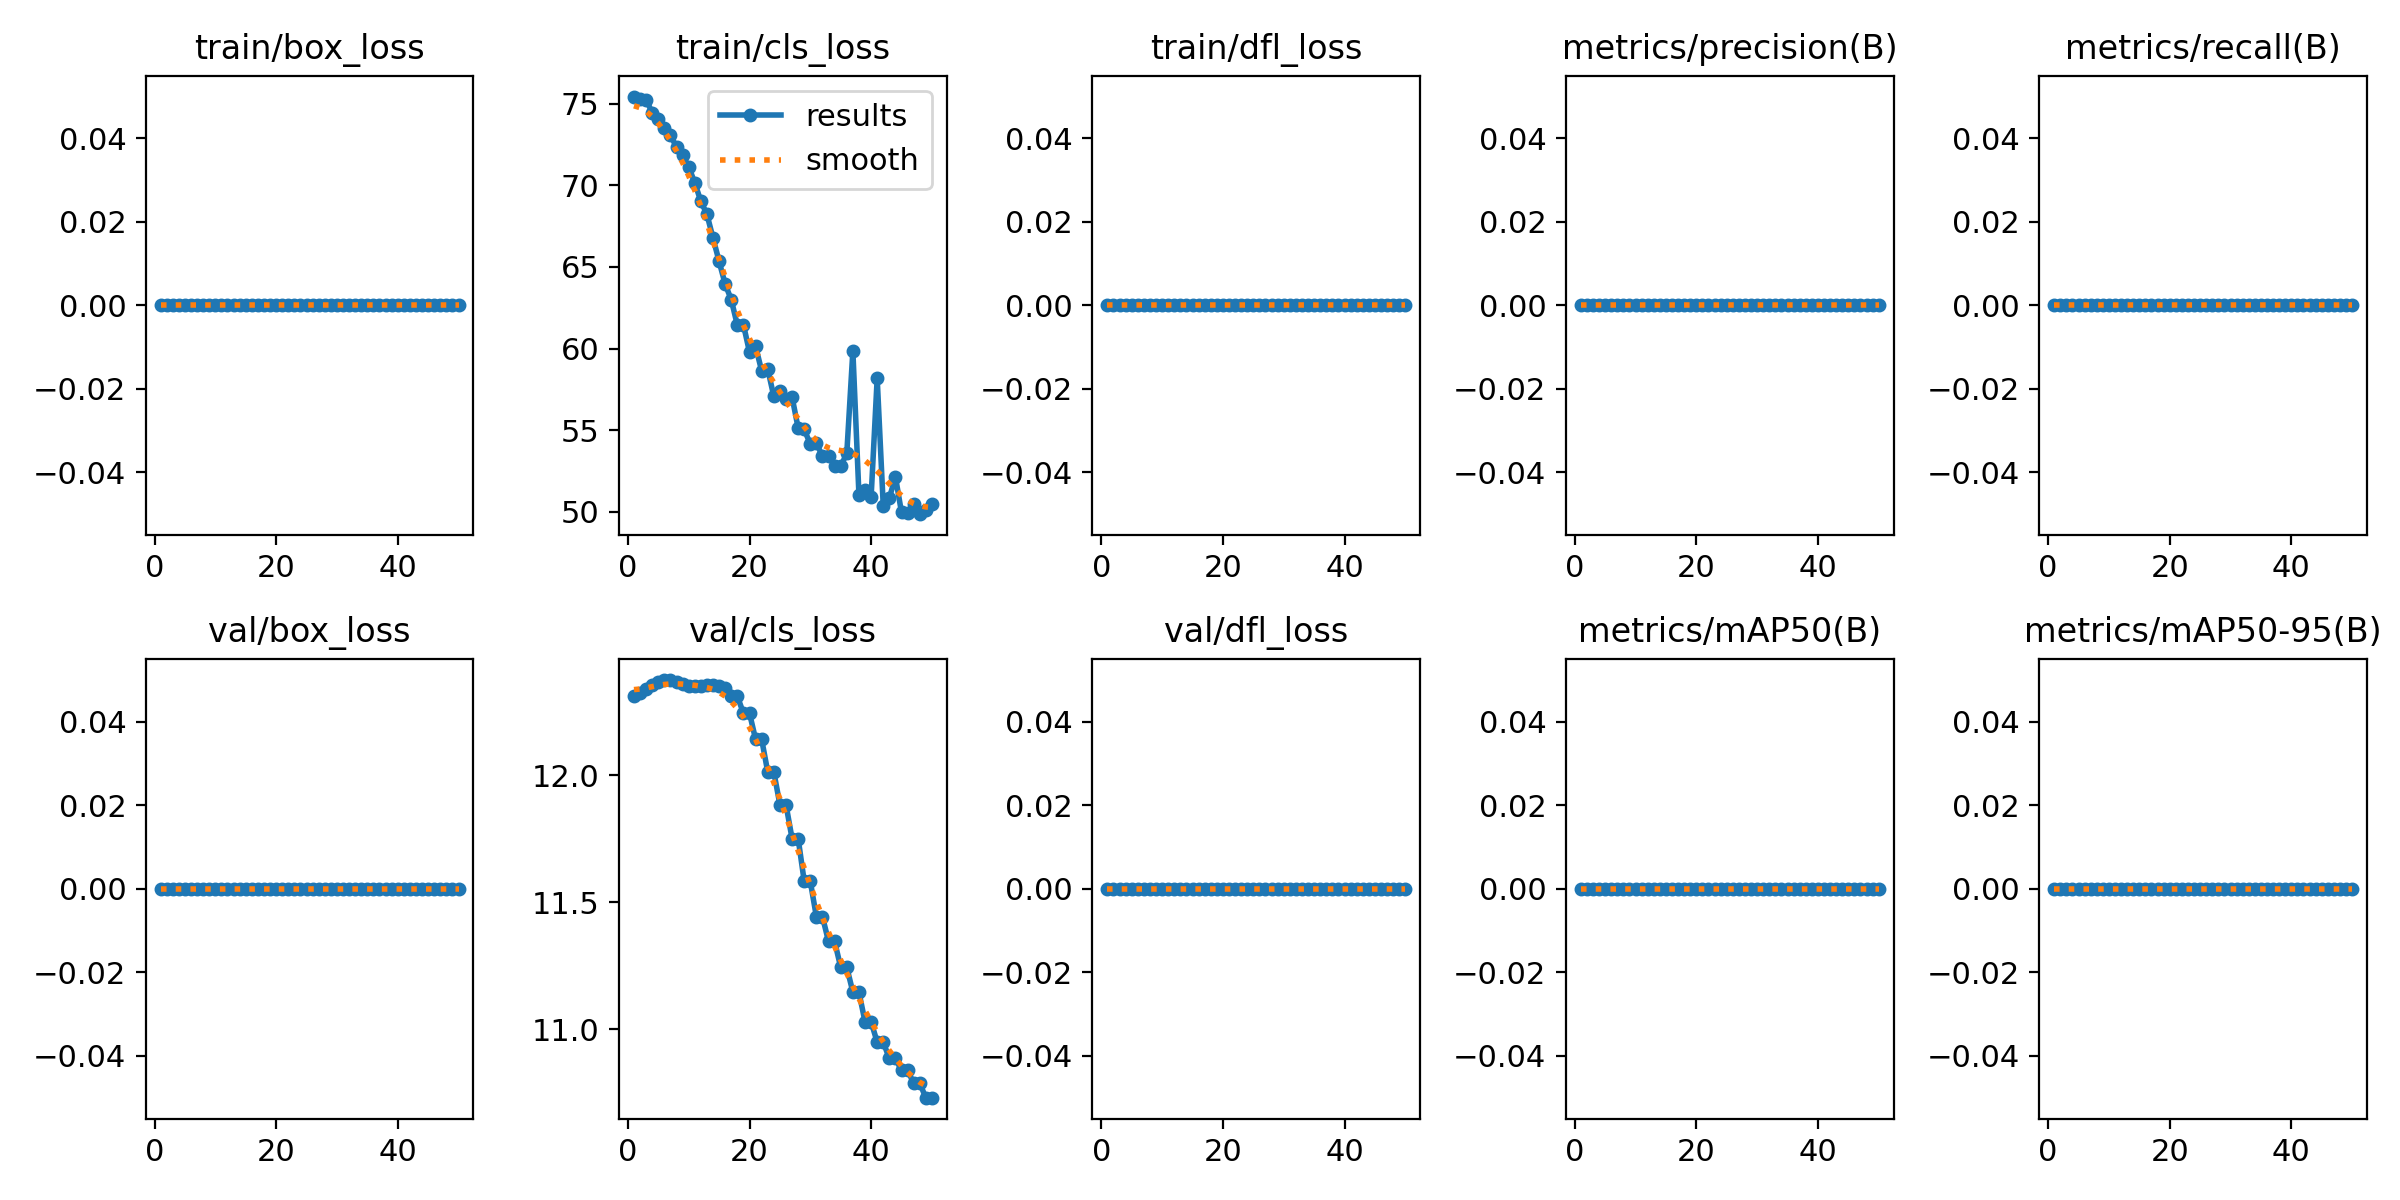 train/box_loss train/cls_loss train/dfl_loss metrics/precision(B) metrics/recall(B)
results
smooth
0.04 75 0.04 0.04 0.04
70
0.02 65 0.02 0.02 0.02
0.00 60 0.00 0.00 0.00
−0.02 55 −0.02 −0.02 −0.02
−0.04 50 −0.04 −0.04 −0.04
0 20 40 0 20 40 0 20 40 0 20 40 0 20 40
val/box_loss val/cls_loss val/dfl_loss metrics/mAP50(B) metrics/mAP50-95(B)
0.04 12.0 0.04 0.04 0.04
0.02 0.02 0.02 0.02
0.00 11.5 0.00 0.00 0.00
−0.02 −0.02 −0.02 −0.02
−0.04 11.0 −0.04 −0.04 −0.04
0 20 40 0 20 40 0 20 40 0 20 40 0 20 40